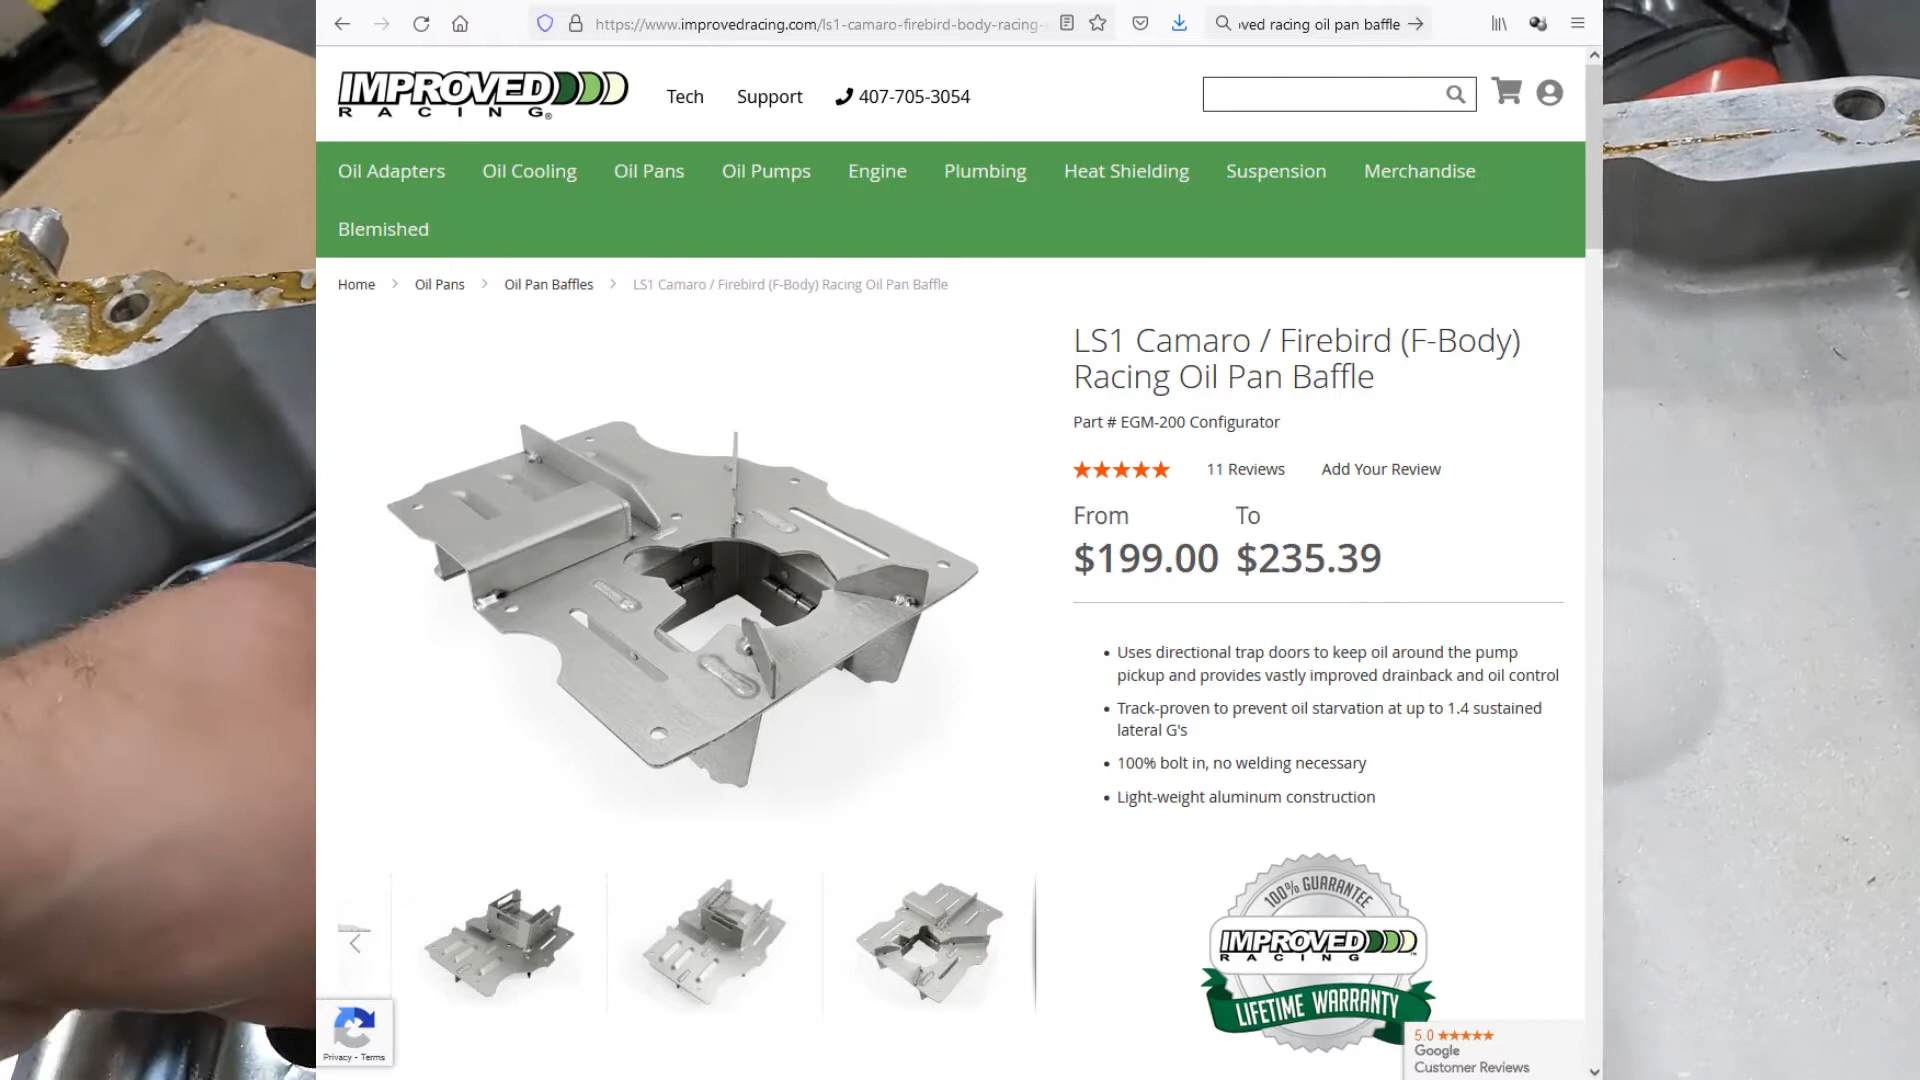 https://www.improvedracing.com/ls1-camaro-firebird-body-racing-
ved racing oil pan baffle
IMPROVED
RACING®
Tech
Support
407-705-3054
Oil Adapters
Oil Cooling
Oil Pans
Oil Pumps
Engine
Plumbing
Heat Shielding
Suspension
Merchandise
Blemished
Home
Oil Pans
Oil Pan Baffles
LS1 Camaro / Firebird (F-Body) Racing Oil Pan Baffle
LS1 Camaro / Firebird (F-Body)
Racing Oil Pan Baffle
Part # EGM-200 Configurator
11 Reviews
Add Your Review
From
To
$199.00
$235.39
• Uses directional trap doors to keep oil around the pump
pickup and provides vastly improved drainback and oil control
• Track-proven to prevent oil starvation at up to 1.4 sustained
lateral G's
• 100% bolt in, no welding necessary
• Light-weight aluminum construction
100% GUARANTEE
IMPROVED
RACING
LIFETIME WARRANTY
5.0
Google
Customer Reviews
Privacy - Terms